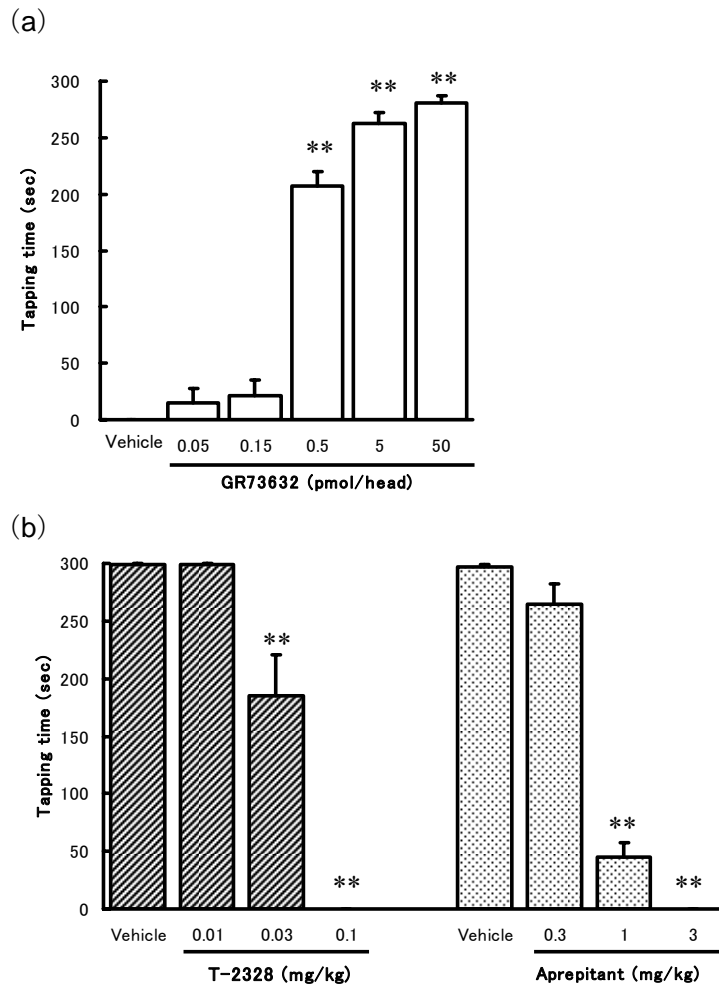 (a)
300
**
**
250
**
200
150
100
50
0
Tapping time (sec)
Vehicle 0.05 0.15 0.5 5 50
GR73632 (pmol/head)
(b)
300
250
**
200
150
100
**
50
** **
0
Tapping time (sec)
Vehicle 0.01 0.03 0.1 Vehicle 0.3 1 3
T-2328 (mg/kg) Aprepitant (mg/kg)